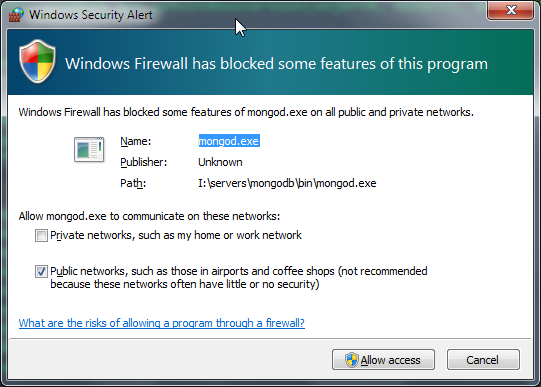 Windows Security Alert
Windows Firewall has blocked some features of this program
Windows Firewall has blocked some features of mongod.exe on all public and private networks.
Name: mongod.exe
Publisher: Unknown
Path: I:\servers\mongodb\bin\mongod.exe
Allow mongod.exe to communicate on these networks:
Private networks, such as my home or work network
Public networks, such as those in airports and coffee shops (not recommended
because these networks often have little or no security)
What are the risks of allowing a program through a firewall?
Allow access Cancel